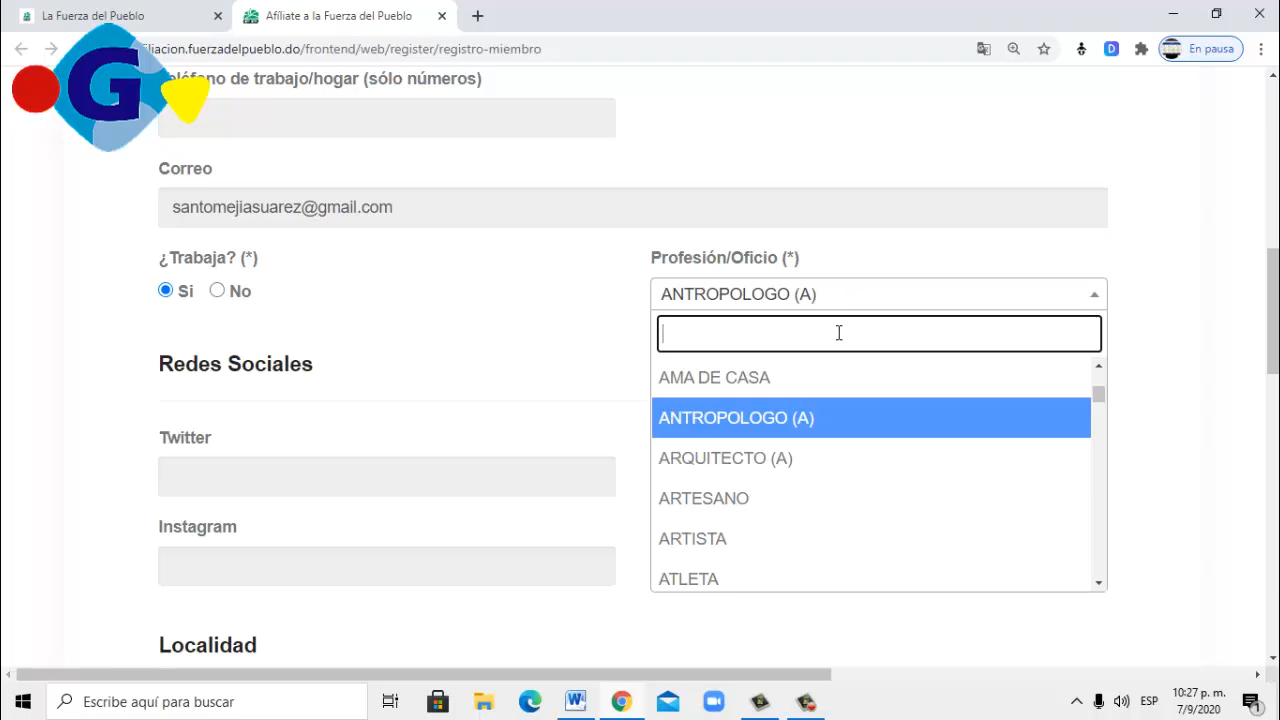 La Fuerza del Pueblo
Afíliate a la Fuerza del Pueblo
iliacion.fuerzadelpueblo.do/frontend/web/register/registro-miembro
En pausa
G
de trabajo/hogar (sólo números)
Correo
santomejiasuarez@gmail.com
¿Trabaja? (*)
Si
No
Profesión/Oficio (*)
ANTROPOLOGO (A)
AMA DE CASA
ANTROPOLOGO (A)
ARQUITECTO (A)
ARTESANO
ARTISTA
ATLETA
Redes Sociales
Twitter
Instagram
Localidad
Escribe aquí para buscar
ESP
10:27 p. m.
7/9/2020